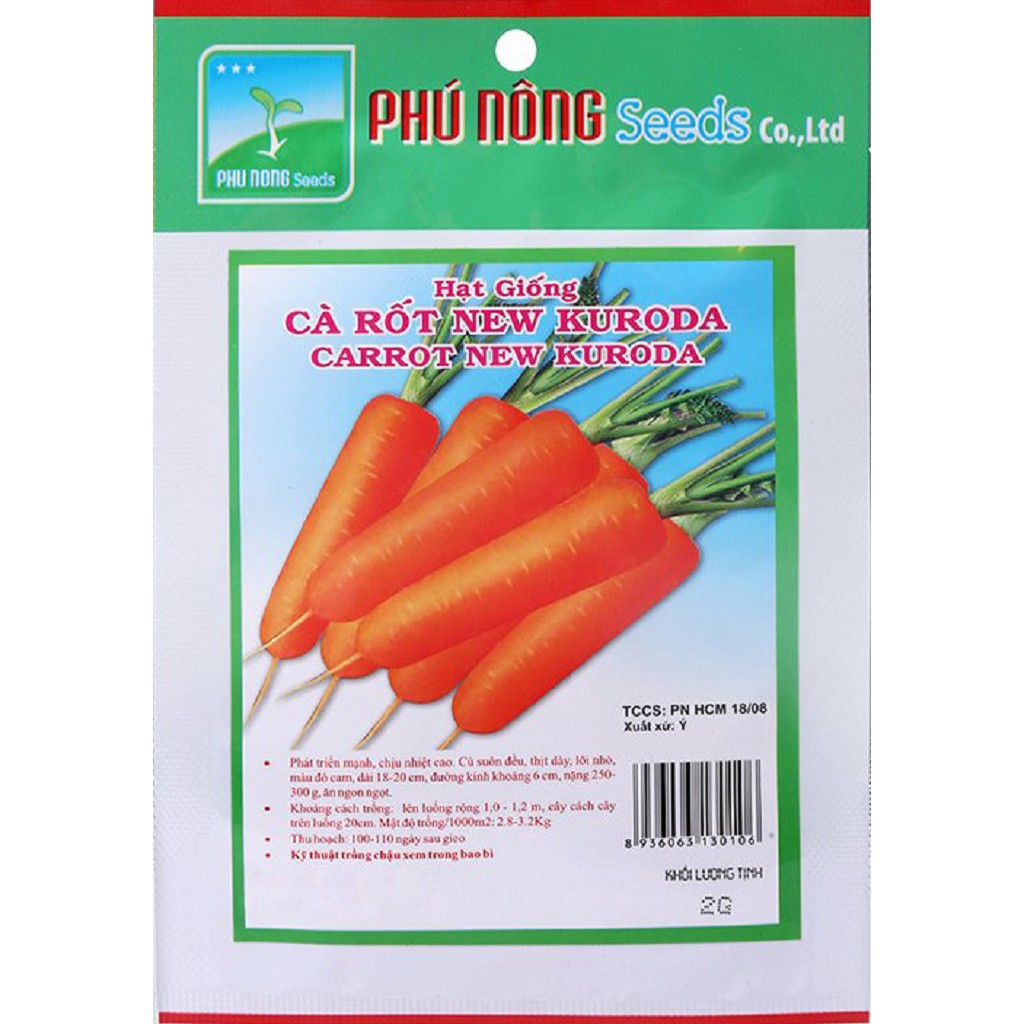 PHÚ NÔNG Seeds Co.,Ltd
PHU NONG Seeds
Hạt Giống
CÀ RỐT NEW KURODA
CARROT NEW KURODA
TCCS: PN HCM 18/08
Xuất xứ: Ý
• Phát triển mạnh, chịu nhiệt cao. Củ suôn đều, thịt dày, lõi nhỏ,
màu đỏ cam, dài 18-20 cm, đường kính khoảng 6 cm, nặng 250-
300 g, ăn ngon ngọt.
• Khoảng cách trồng: lên luống rộng 1,0 - 1,2 m, cây cách cây
trên luống 20cm. Mật độ trồng/1000m2: 2.8-3.2Kg
• Thu hoạch: 100-110 ngày sau gieo
• Kỹ thuật trồng chậu xem trong bao bì
8 936063 130106
KHỐI LƯỢNG TỊNH
2G